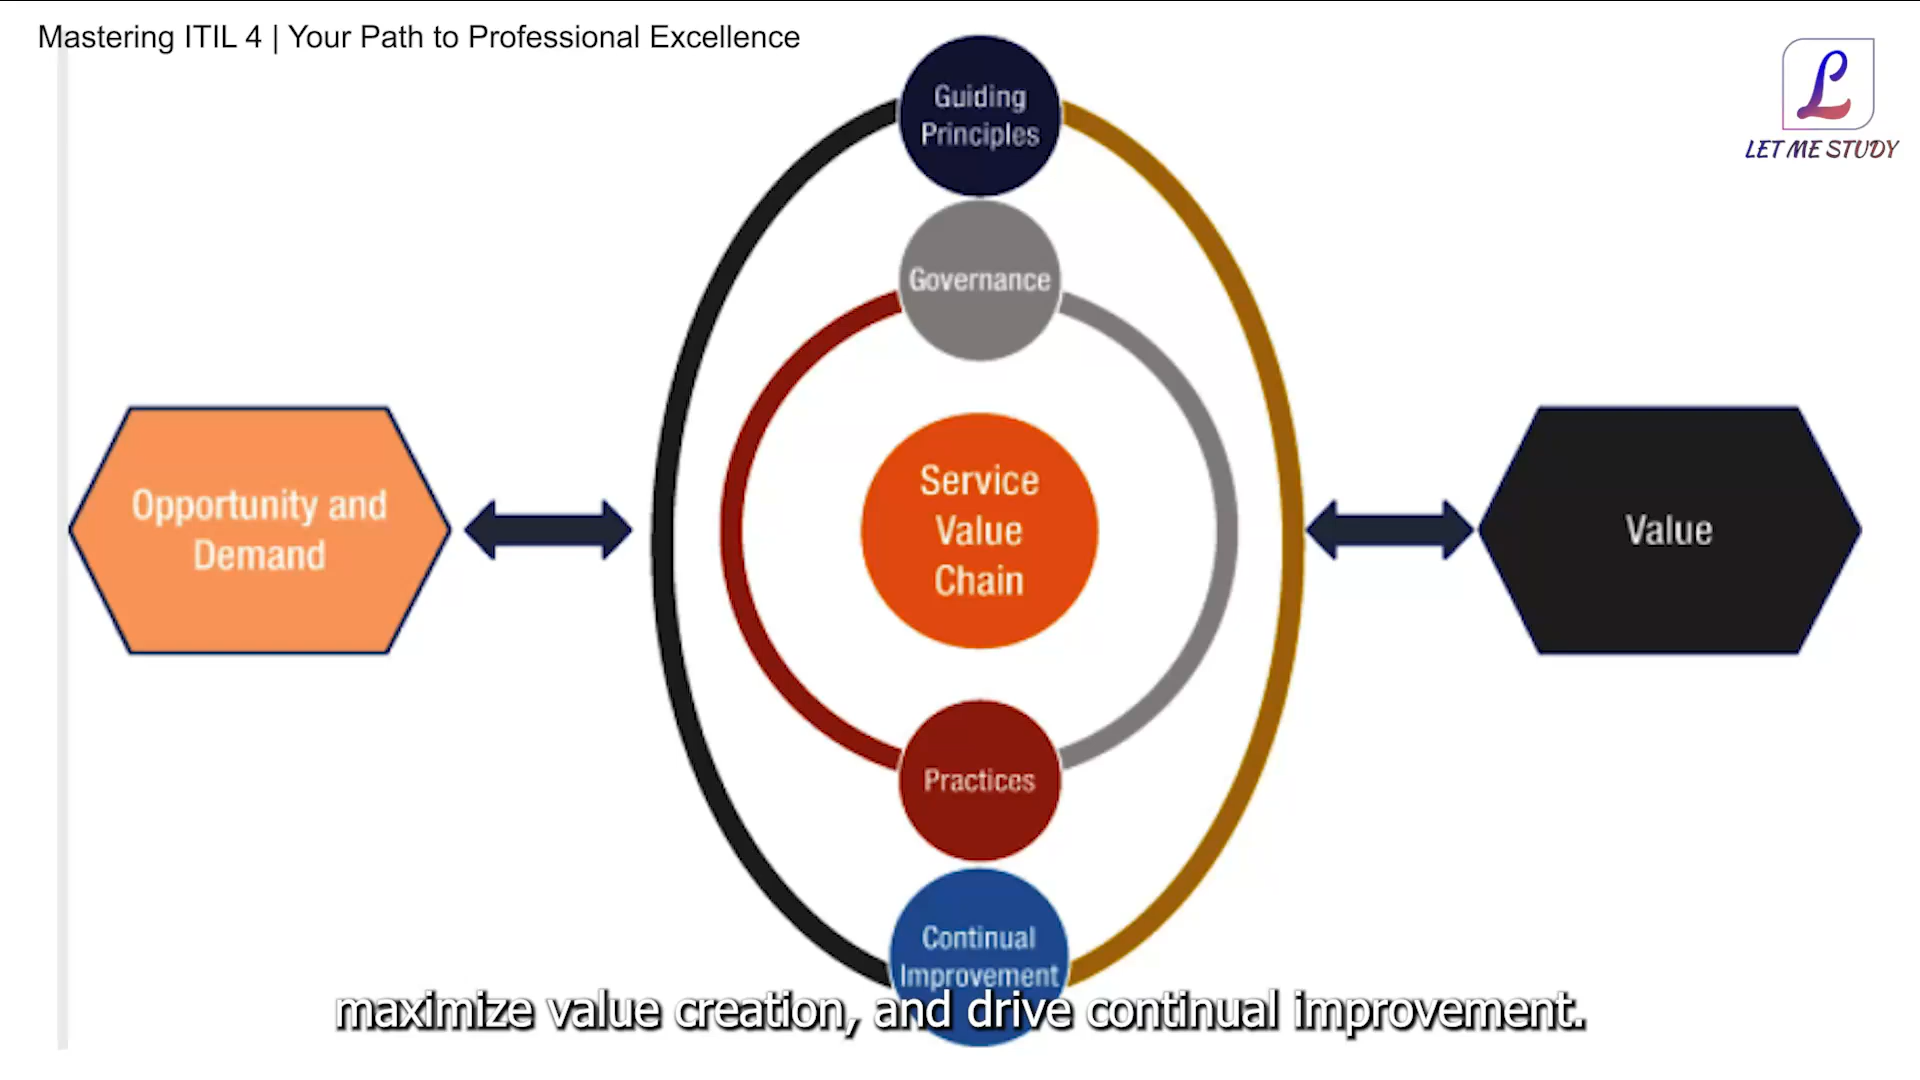 Mastering ITIL 4 | Your Path to Professional Excellence
L
LET ME STUDY
Guiding
Principles
Governance
Opportunity and
Demand
Service
Value
Chain
Value
Practices
Continual
Improvement
maximize value creation, and drive continual improvement.